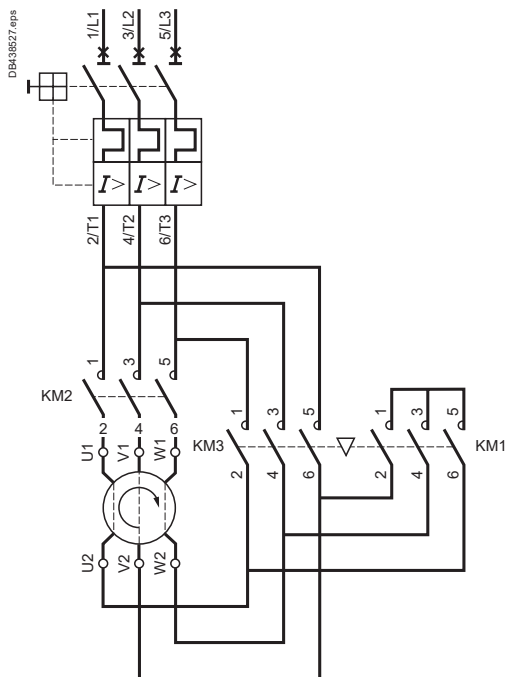 DB438527.eps
1/L1 3/L2 5/L3
I> I> I>
2/T1 4/T2 6/T3
1 3 5
KM2
2 4 6
U1 V1 W1
1 3 5
KM3
2 4 6
1 3 5
KM1
2 4 6
U2 V2 W2